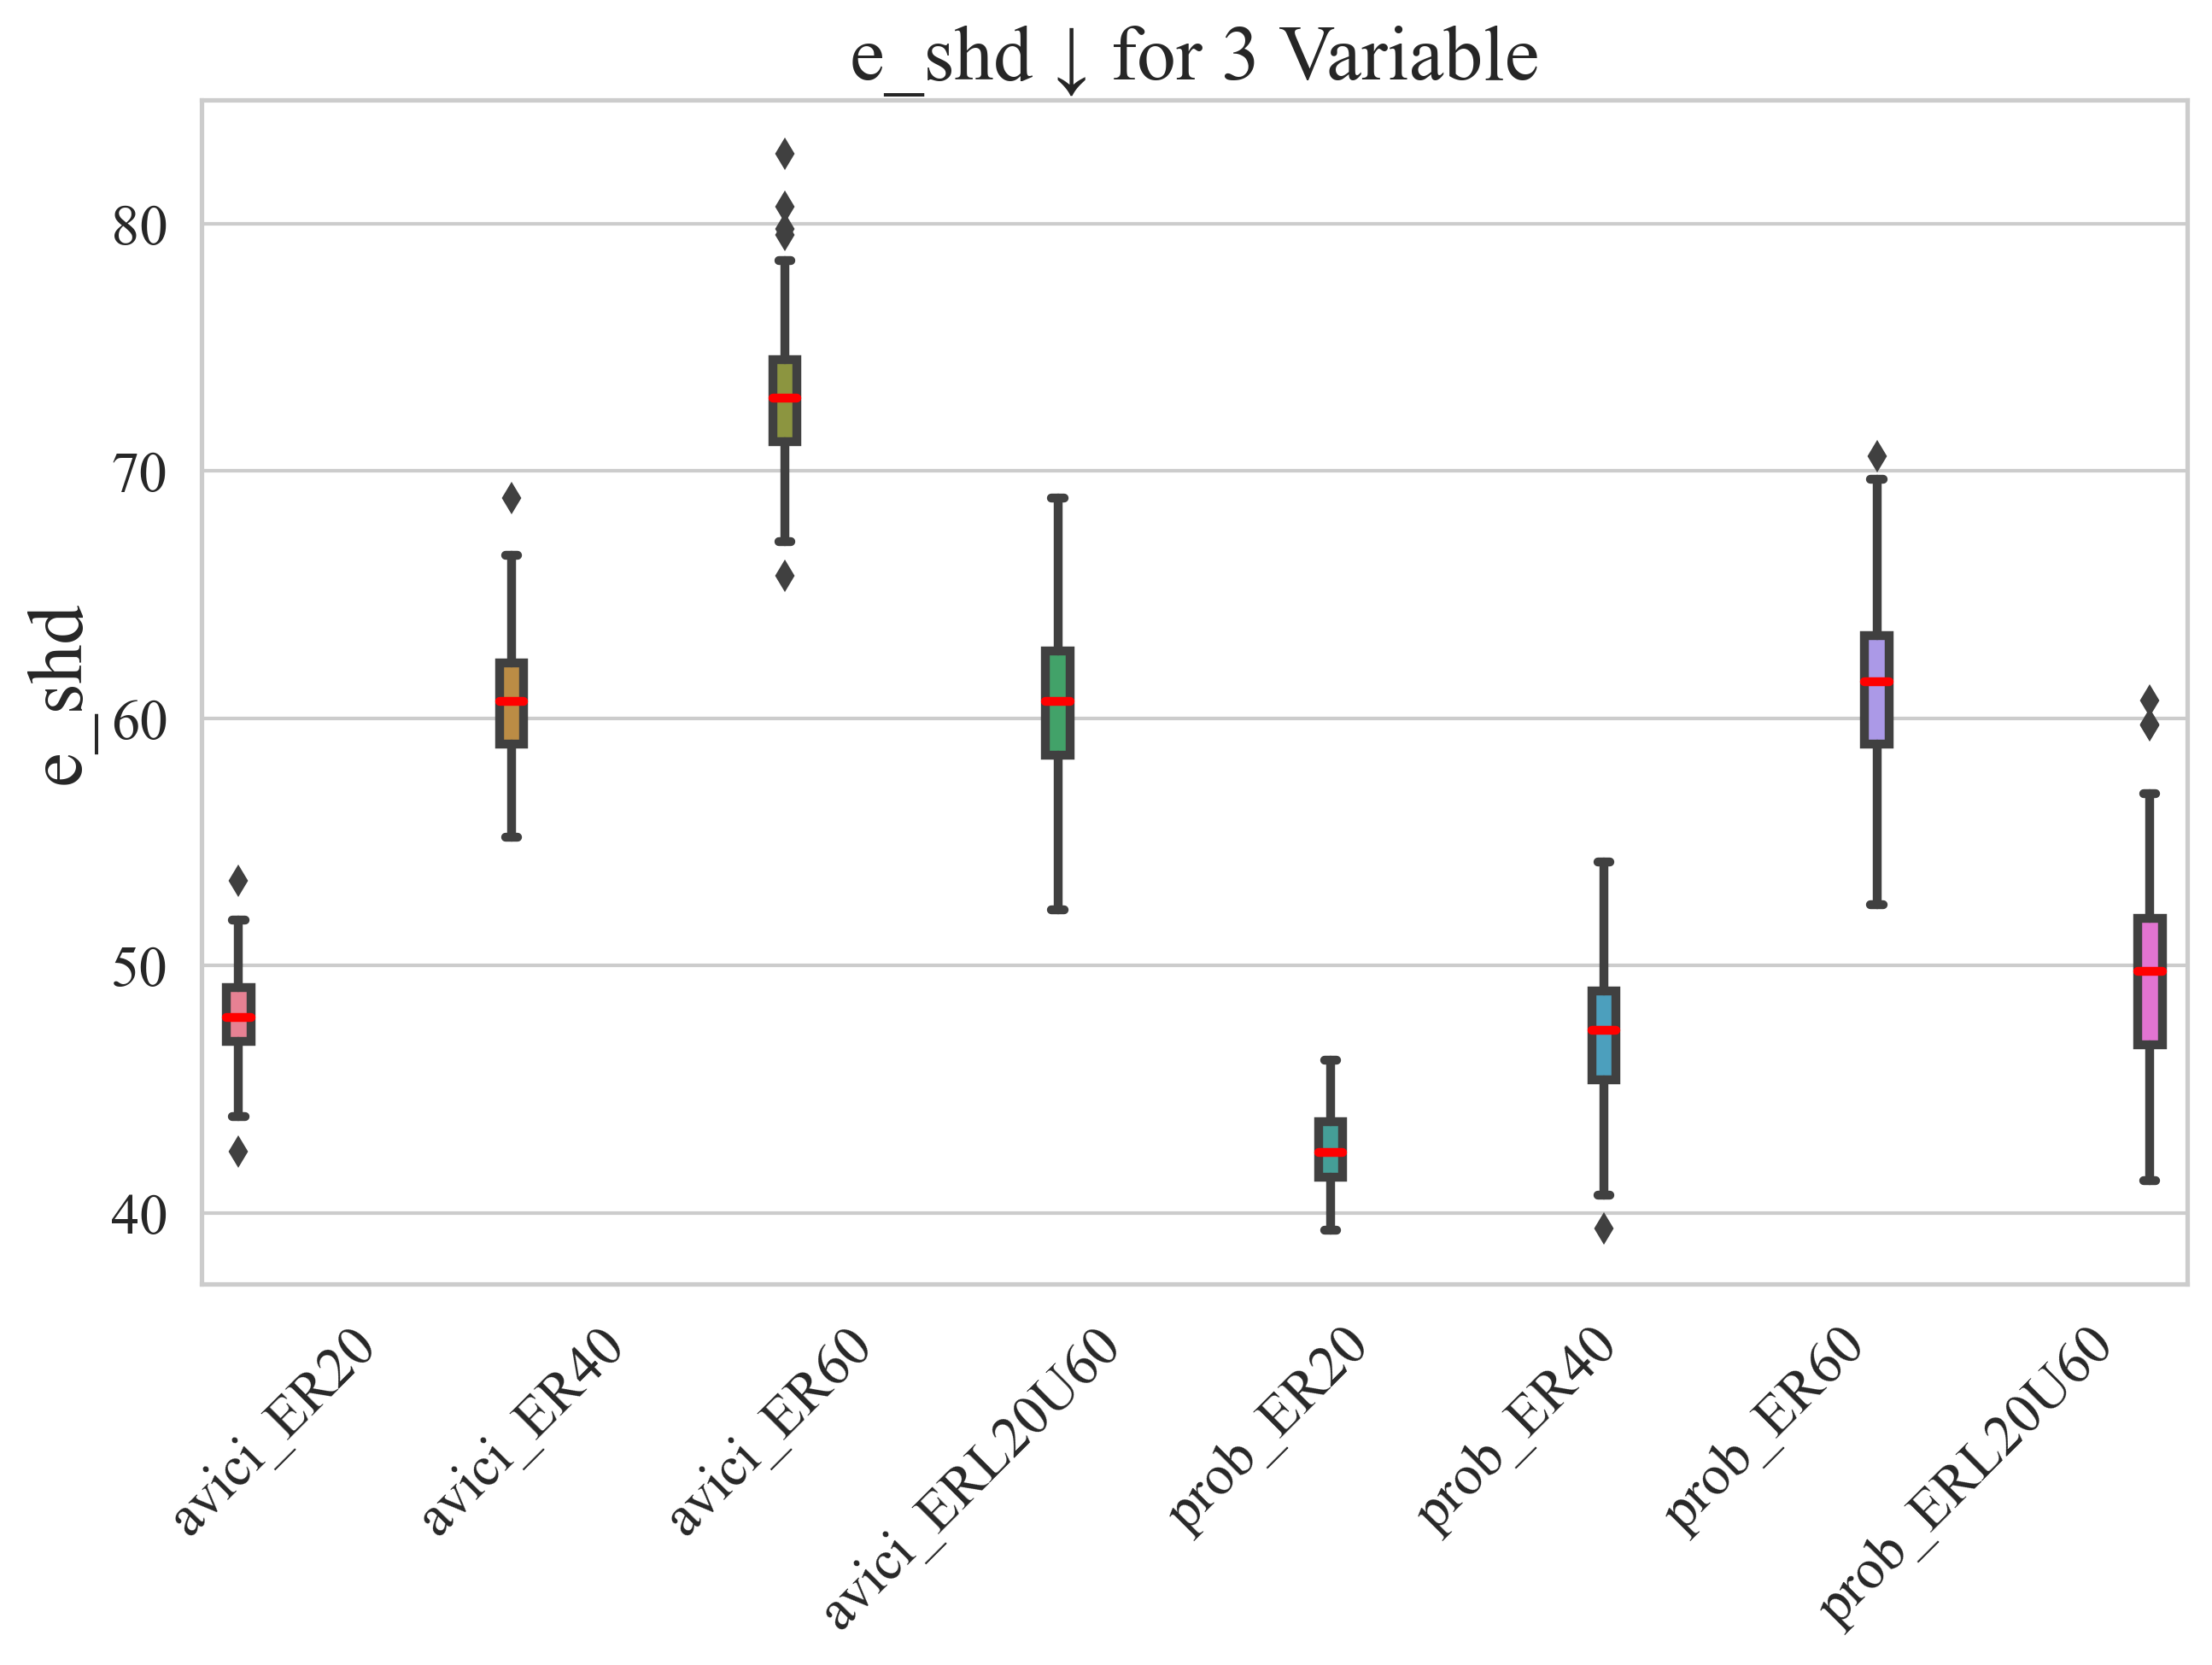 e_shd ↓ for 3 Variable
e_shd
80
70
60
50
40
avici_ER20
avici_ER40
avici_ER60
avici_ERL20U60
prob_ER20
prob_ER40
prob_ER60
prob_ERL20U60